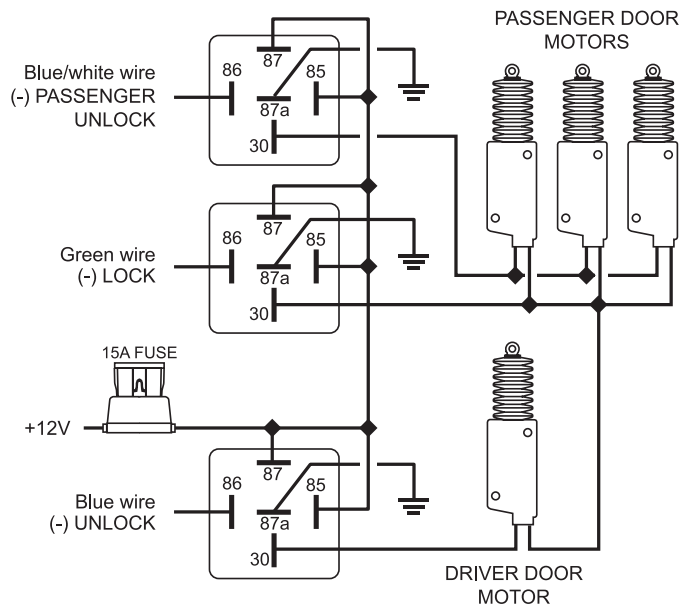 PASSENGER DOOR
MOTORS
Blue/white wire
(-) PASSENGER
UNLOCK
86
87
85
87a
30
Green wire
(-) LOCK
86
87
85
87a
30
15A FUSE
+12V
Blue wire
(-) UNLOCK
86
87
85
87a
30
DRIVER DOOR
MOTOR